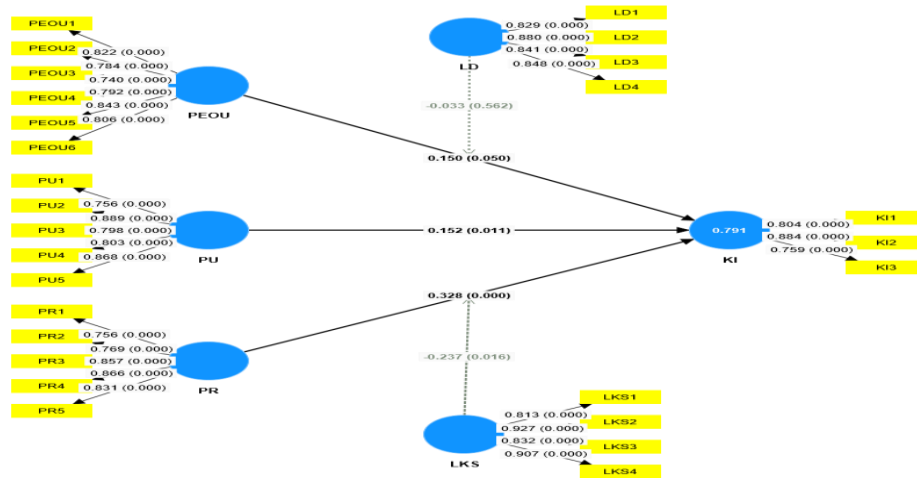 PEOU1
PEOU2
PEOU3
PEOU4
PEOU5
PEOU6
0.822 (0.000)
0.784 (0.000)
0.740 (0.000)
0.792 (0.000)
0.843 (0.000)
0.806 (0.000)
PEOU
LD1
LD2
LD3
LD4
0.829 (0.000)
0.880 (0.000)
0.841 (0.000)
0.848 (0.000)
LD
-0.033 (0.562)
0.150 (0.050)
PU1
PU2
PU3
PU4
PU5
0.756 (0.000)
0.889 (0.000)
0.798 (0.000)
0.803 (0.000)
0.868 (0.000)
PU
0.152 (0.011)
0.791
KI
0.804 (0.000)
0.884 (0.000)
0.759 (0.000)
KI1
KI2
KI3
0.328 (0.000)
PR1
PR2
PR3
PR4
PR5
0.756 (0.000)
0.769 (0.000)
0.857 (0.000)
0.866 (0.000)
0.831 (0.000)
PR
-0.237 (0.016)
LKS1
LKS2
LKS3
LKS4
0.813 (0.000)
0.927 (0.000)
0.832 (0.000)
0.907 (0.000)
LKS